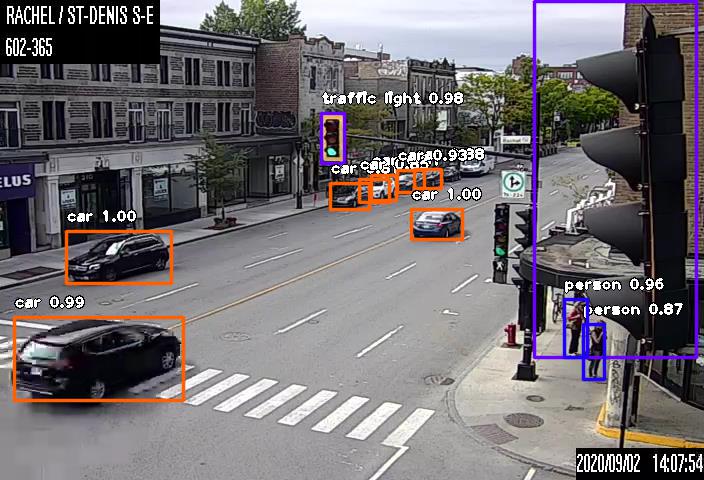 RACHEL / ST-DENIS S-E
602-365
traffic light 0.98
car 1.00
car 1.00
car 0.99
person 0.96
person 0.87
ELUS
2020/09/02 14:07:54